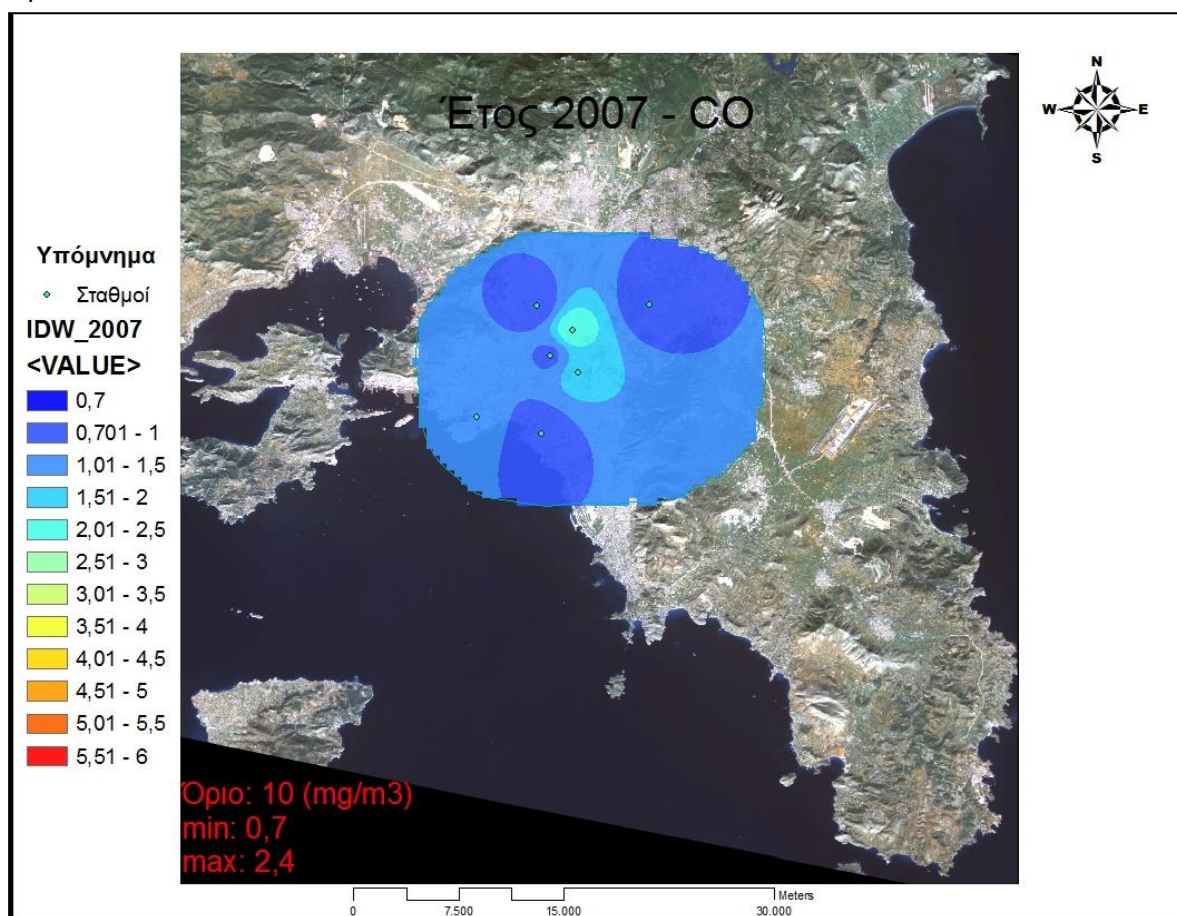 Έτος 2007 - CO
N
W
E
S
Υπόμνημα
Σταθμοί
IDW_2007
<VALUE>
0,7
0,701 - 1
1,01 - 1,5
1,51 - 2
2,01 - 2,5
2,51 - 3
3,01 - 3,5
3,51 - 4
4,01 - 4,5
4,51 - 5
5,01 - 5,5
5,51 - 6
Όριο: 10 (mg/m3)
min: 0,7
max: 2,4
Meters
0 7.500 15.000 30.000